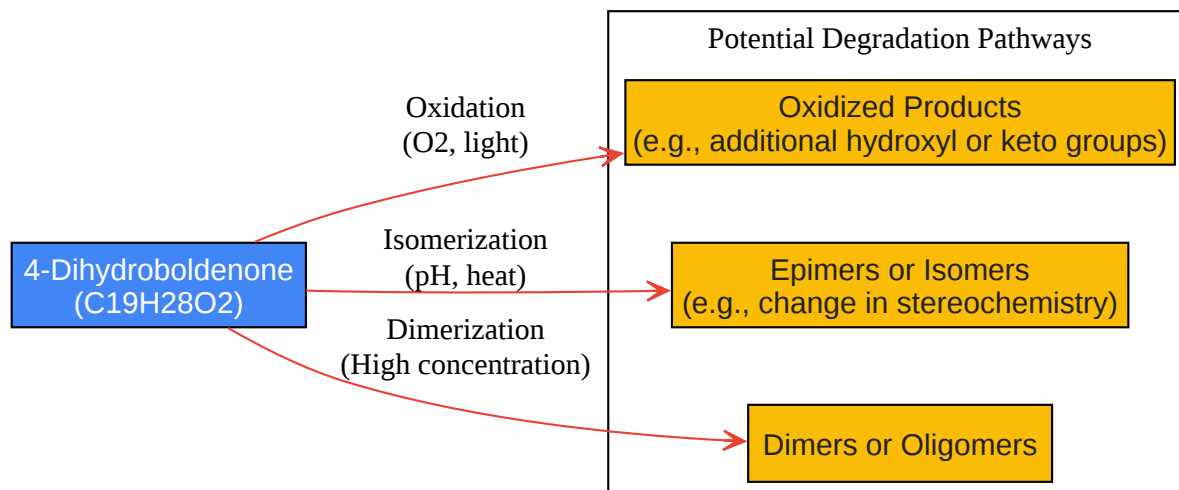 Potential Degradation Pathways
Oxidation
(O2, light)
Oxidized Products
(e.g., additional hydroxyl or keto groups)
4-Dihydroboldenone
(C19H28O2)
Isomerization
(pH, heat)
Epimers or Isomers
(e.g., change in stereochemistry)
Dimerization
(High concentration)
Dimers or Oligomers